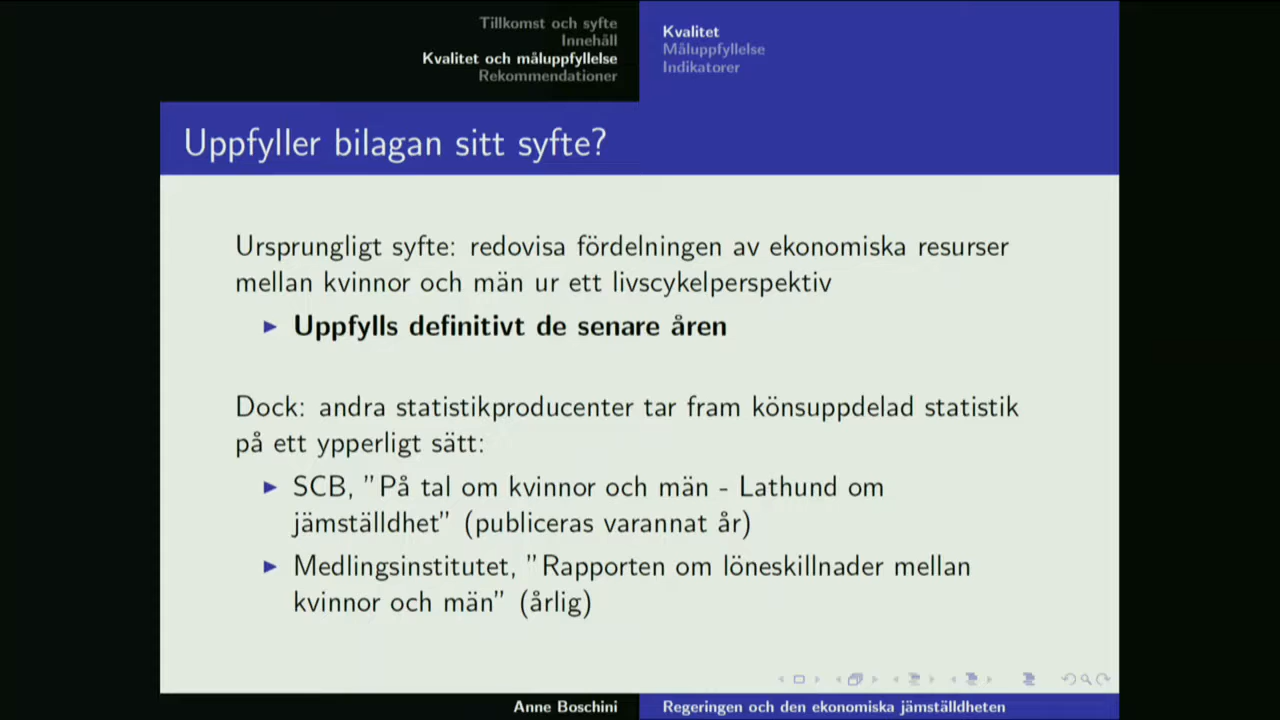 Tillkomst och syfte
Innehåll
Kvalitet och måluppfyllelse
Rekommendationer
Kvalitet
Måluppfyllelse
Indikatorer
Uppfyller bilagan sitt syfte?
Ursprungligt syfte: redovisa fördelningen av ekonomiska resurser
mellan kvinnor och män ur ett livscykelperspektiv
Uppfylls definitivt de senare åren
Dock: andra statistikproducenter tar fram könsuppdelad statistik
på ett ypperligt sätt:
SCB, ”På tal om kvinnor och män - Lathund om
jämställdhet” (publiceras varannat år)
Medlingsinstitutet, ”Rapporten om löneskillnader mellan
kvinnor och män” (årlig)
Anne Boschini
Regeringen och den ekonomiska jämställdheten